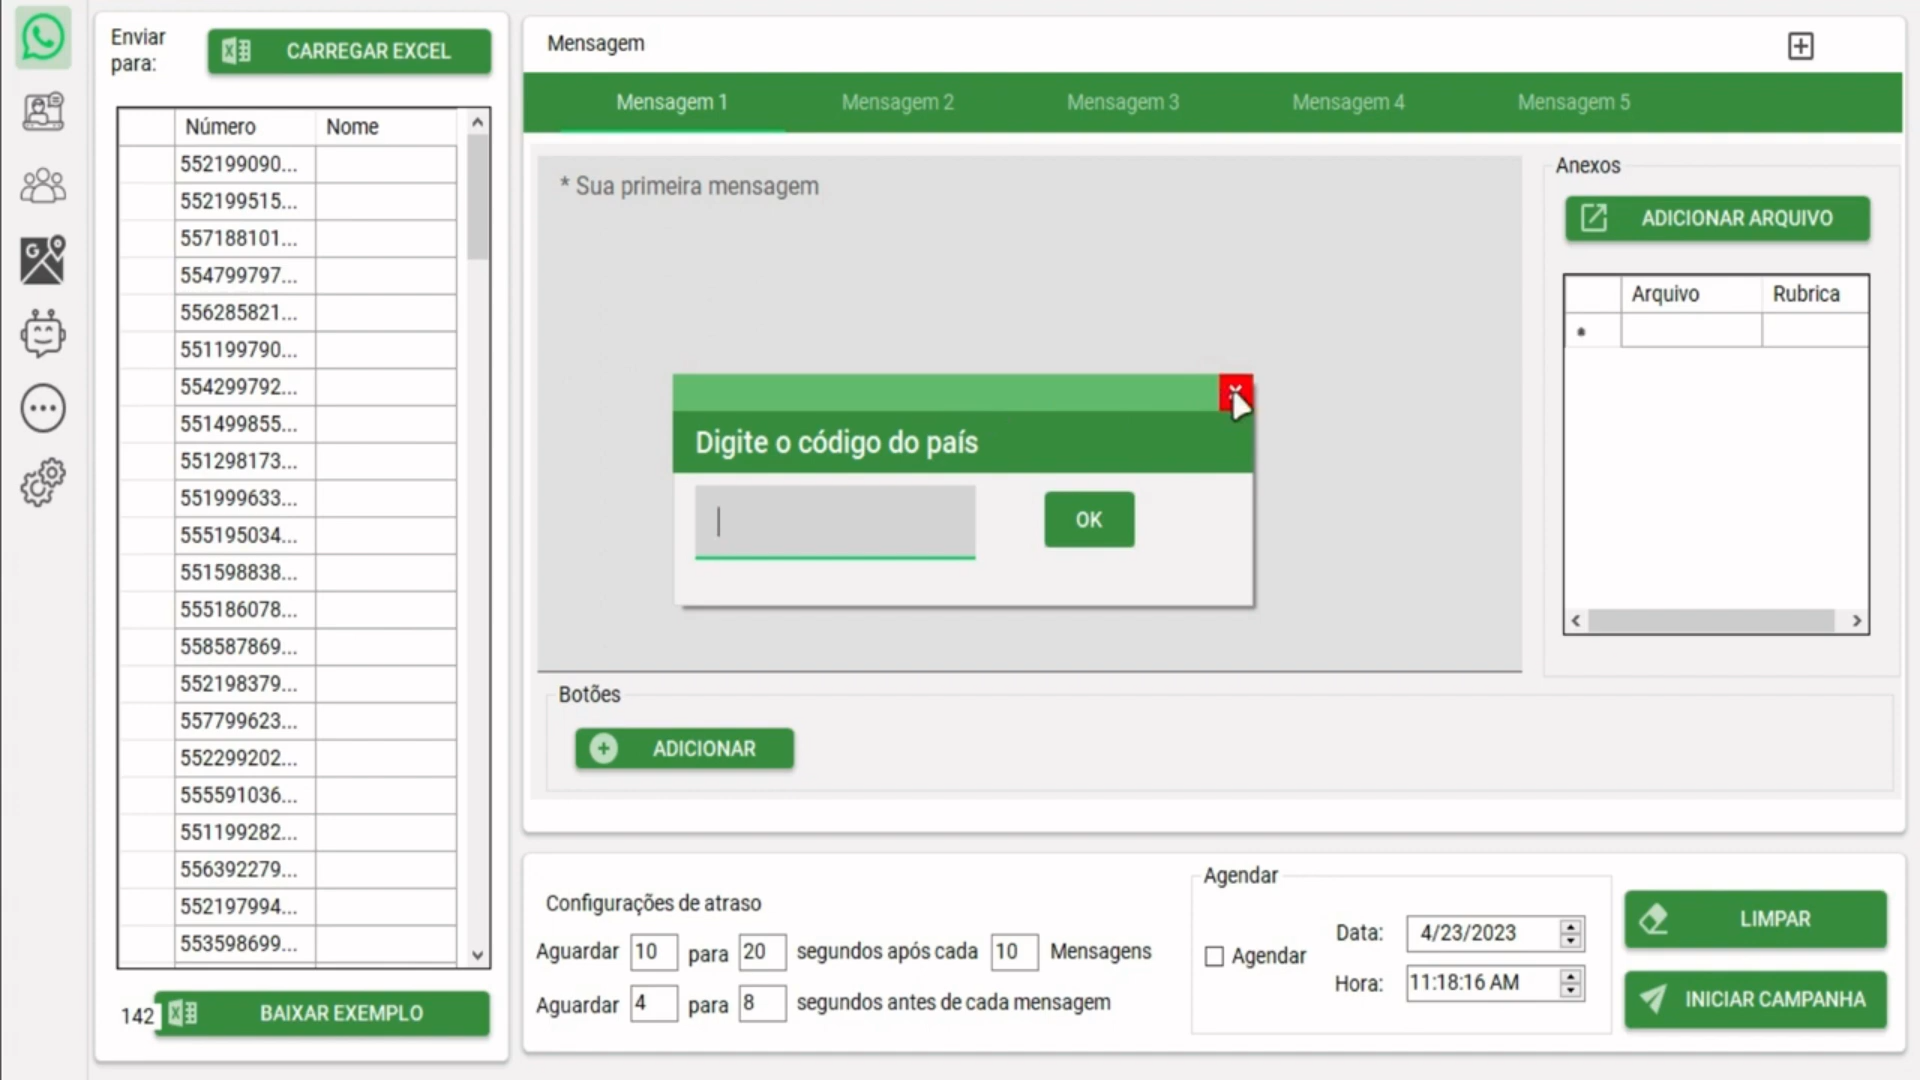 Enviar
para:
CARREGAR EXCEL
Número Nome
552199090...
552199515...
557188101...
554799797...
556285821...
551199790...
554299792...
551499855...
551298173...
551999633...
555195034...
551598838...
555186078...
558587869...
552198379...
557799623...
552299202...
555591036...
551199282...
556392279...
552197994...
553598699...
142 BAIXAR EXEMPLO
Mensagem
Mensagem 1 Mensagem 2 Mensagem 3 Mensagem 4 Mensagem 5
* Sua primeira mensagem
Digite o código do país
OK
Anexos
ADICIONAR ARQUIVO
Arquivo Rubrica
Botões
ADICIONAR
Configurações de atraso
Aguardar 10 para 20 segundos após cada 10 Mensagens
Aguardar 4 para 8 segundos antes de cada mensagem
Agendar
Agendar
Data: 4/23/2023
Hora: 11:18:16 AM
LIMPAR
INICIAR CAMPANHA